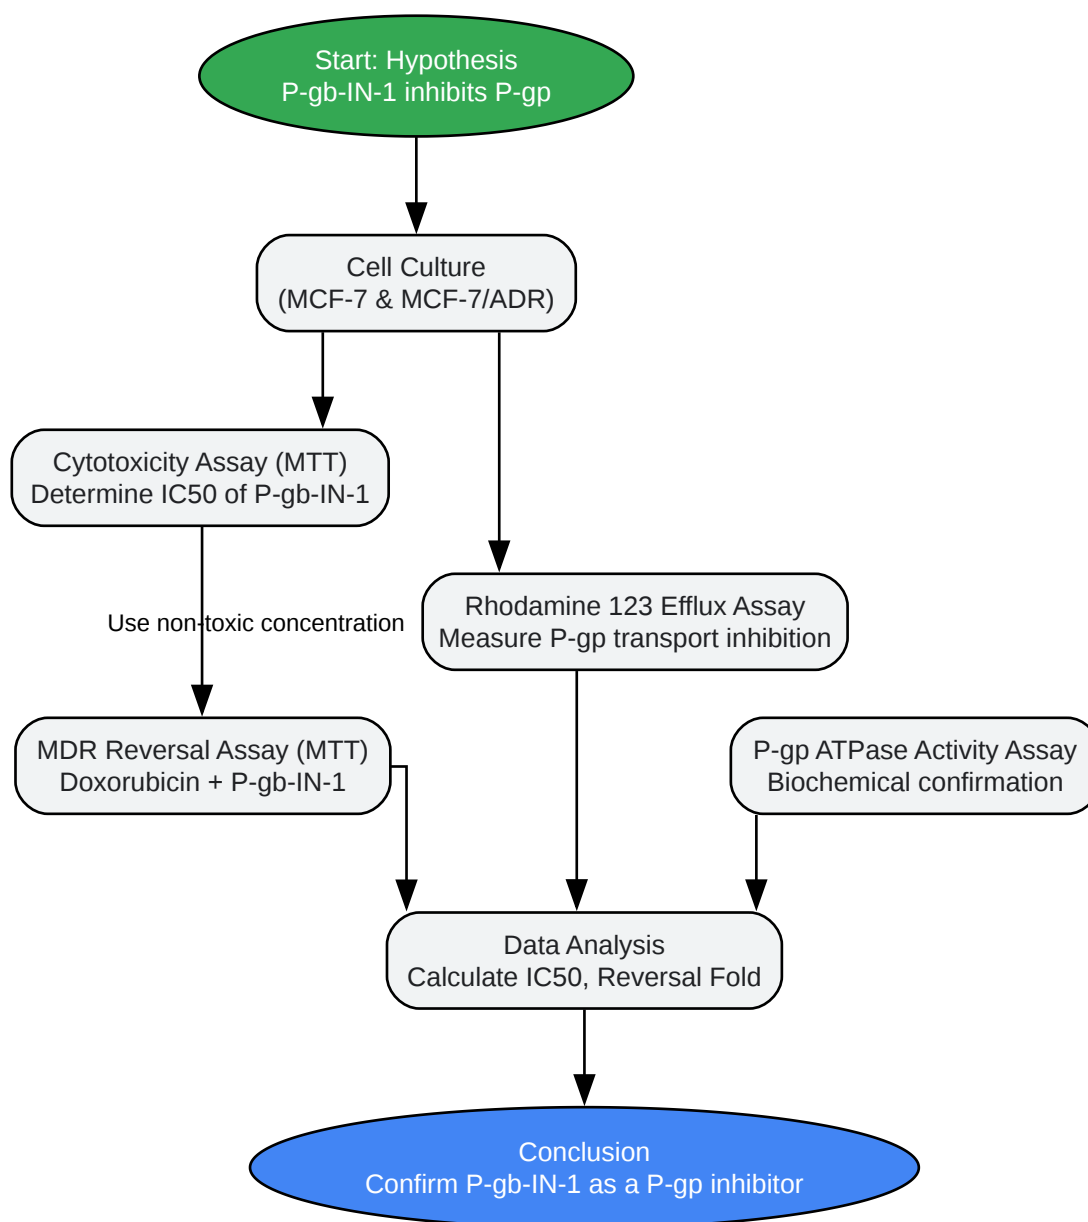 Start: Hypothesis
P-gb-IN-1 inhibits P-gp
Cell Culture
(MCF-7 & MCF-7/ADR)
Cytotoxicity Assay (MTT)
Determine IC50 of P-gb-IN-1
Use non-toxic concentration
Rhodamine 123 Efflux Assay
Measure P-gp transport inhibition
MDR Reversal Assay (MTT)
Doxorubicin + P-gb-IN-1
P-gp ATPase Activity Assay
Biochemical confirmation
Data Analysis
Calculate IC50, Reversal Fold
Conclusion
Confirm P-gb-IN-1 as a P-gp inhibitor